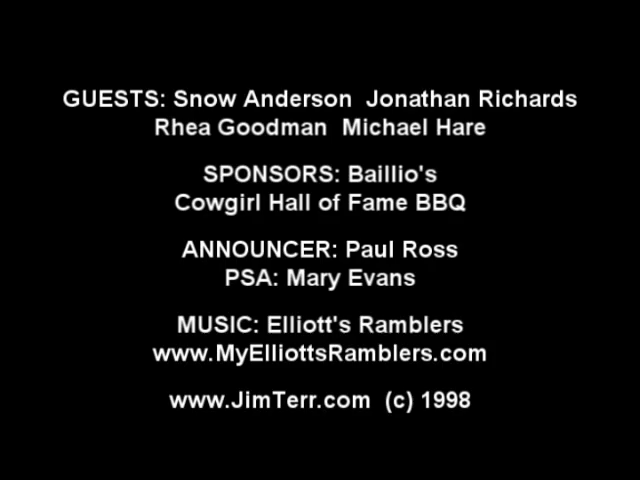 GUESTS: Snow Anderson  Jonathan Richards
Rhea Goodman  Michael Hare
SPONSORS: Baillio's
Cowgirl Hall of Fame BBQ
ANNOUNCER: Paul Ross
PSA: Mary Evans
MUSIC: Elliott's Ramblers
www.MyElliottsRamblers.com
www.JimTerr.com  (c) 1998